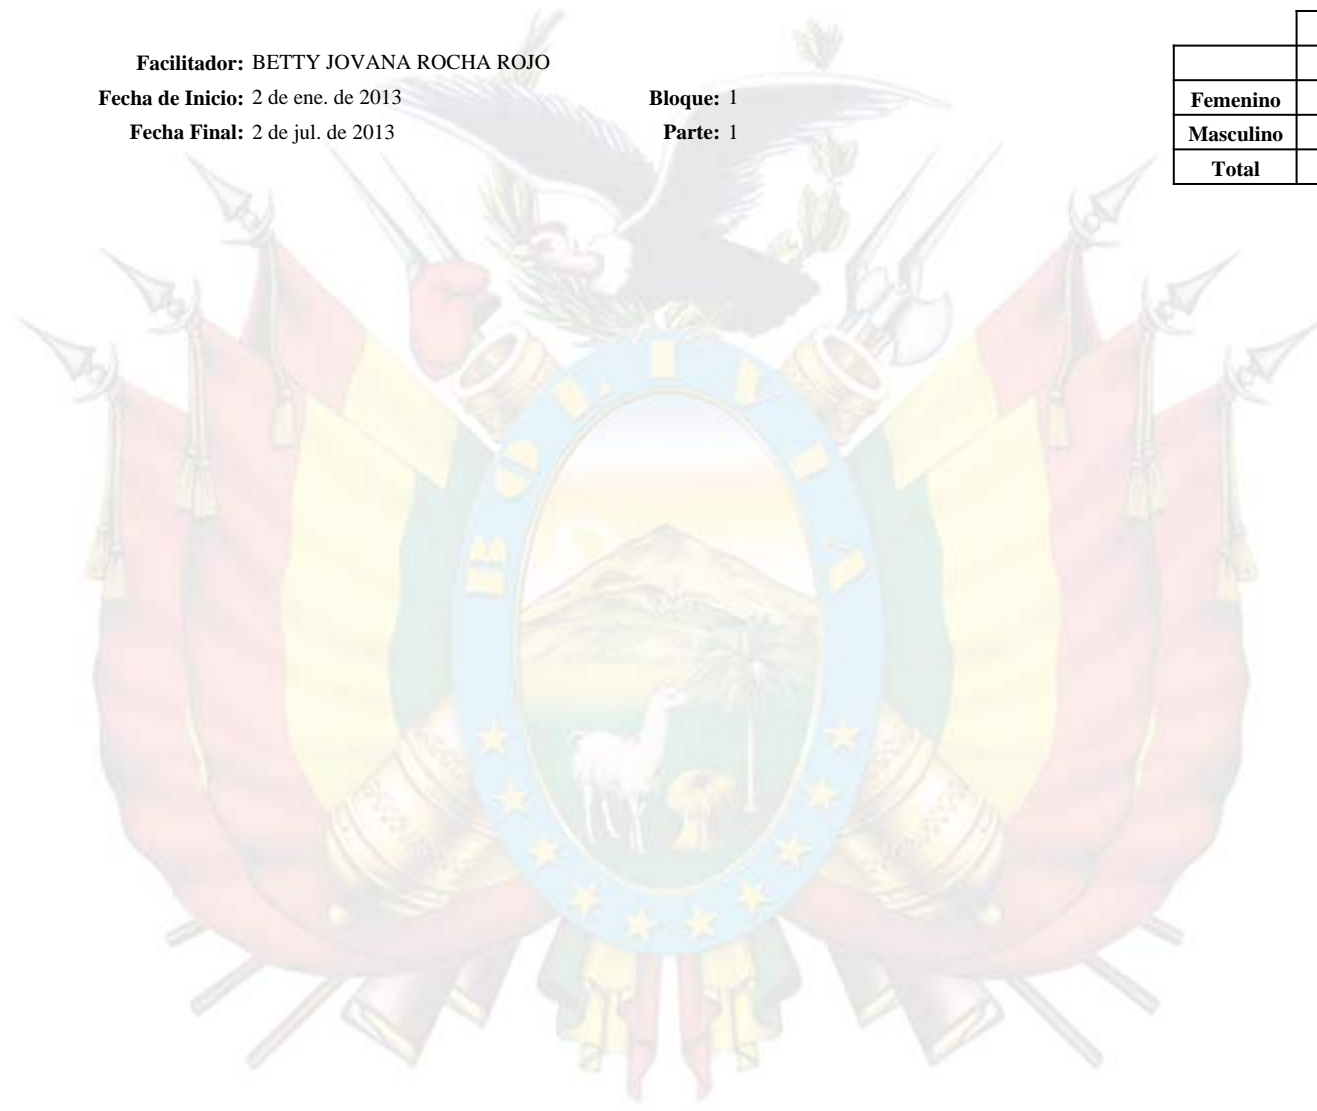 Facilitador: BETTY JOVANA ROCHA ROJO
Fecha de Inicio: 2 de ene. de 2013 Bloque: 1
Femenino
Fecha Final: 2 de jul. de 2013 Parte: 1
Masculino
Total
BOLIVIA